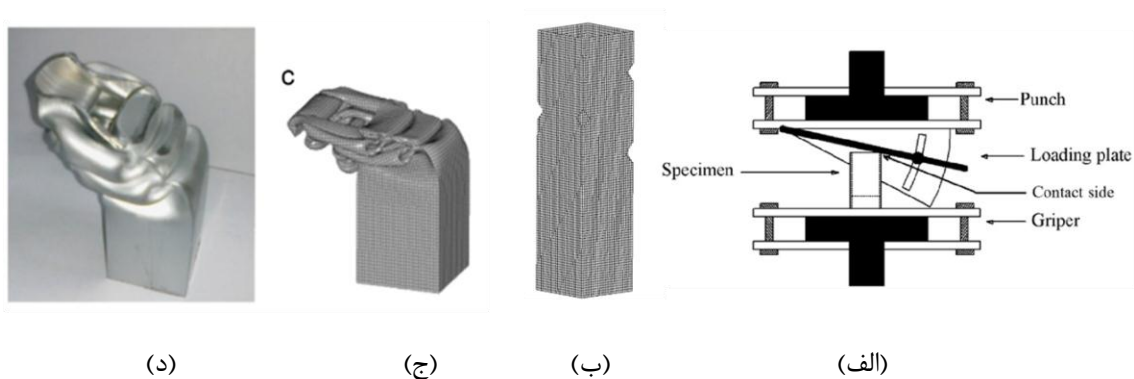 C
Punch
Loading plate
Specimen
Contact side
Griper
(الف) (ب) (ج) (د)